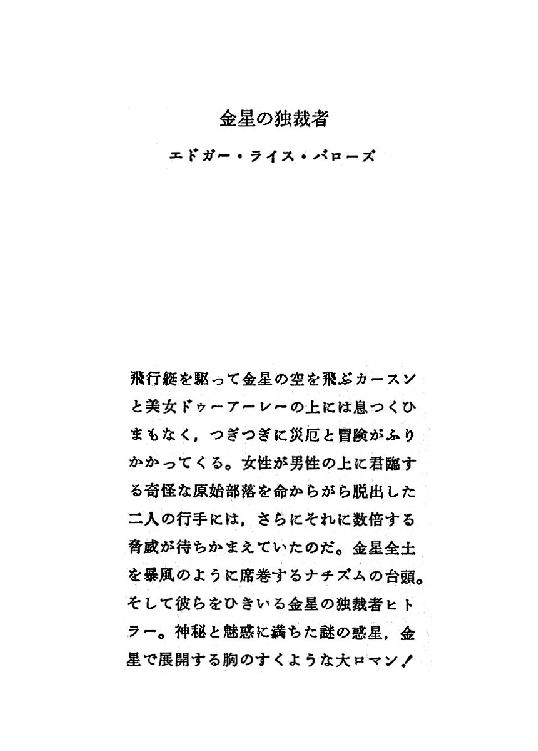 金星の独裁者
エドガー・ライス・バローズ
飛行艇を駆って金星の空を飛ぶカースン
と美女ドゥーアーレーの上には息つくひ
まもなく，つぎつぎに災厄と冒険がふり
かかってくる。女性が男性の上に君臨す
る奇怪な原始部落を命からがら脱出した
二人の行手には，さらにそれに数倍する
脅威が待ちかまえていたのだ。金星全土
を暴風のように席巻するナチズムの台頭。
そして彼らをひきいる金星の独裁者ヒト
ラー。神秘と魅惑に満ちた謎の惑星，金
星で展開する胸のすくような大ロマン！